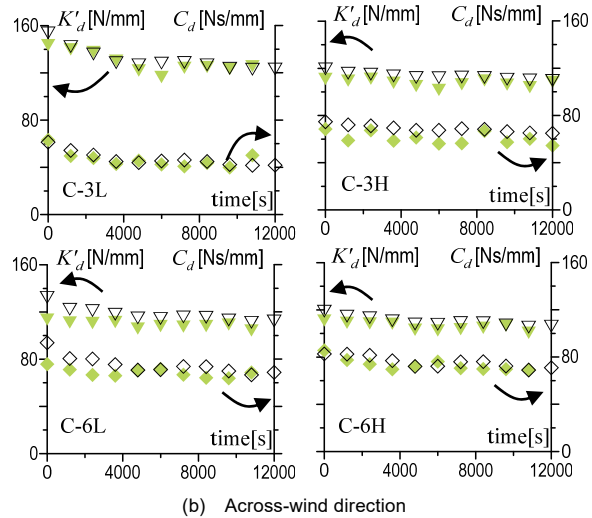 K′d [N/mm] Cd [Ns/mm]
160
80
0
C-3L
time[s]
0 4000 8000 12000
K′d [N/mm] Cd [Ns/mm]
160
80
0
C-3H
time[s]
0 4000 8000 12000
K′d [N/mm] Cd [Ns/mm]
160
80
0
C-6L
time[s]
0 4000 8000 12000
K′d [N/mm] Cd [Ns/mm]
160
80
0
C-6H
time[s]
0 4000 8000 12000
(b) Across-wind direction